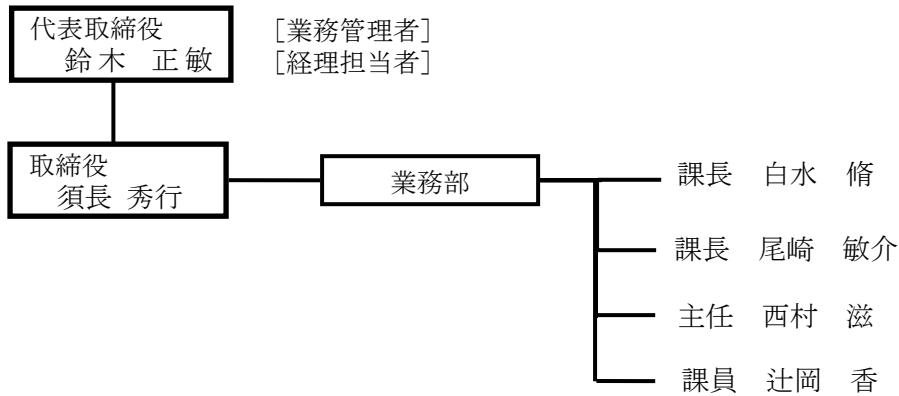 代表取締役
鈴木 正敏
［業務管理者］
［経理担当者］
取締役
須長 秀行
業務部
課長 白水 脩
課長 尾崎 敏介
主任 西村 滋
課員 辻岡 香